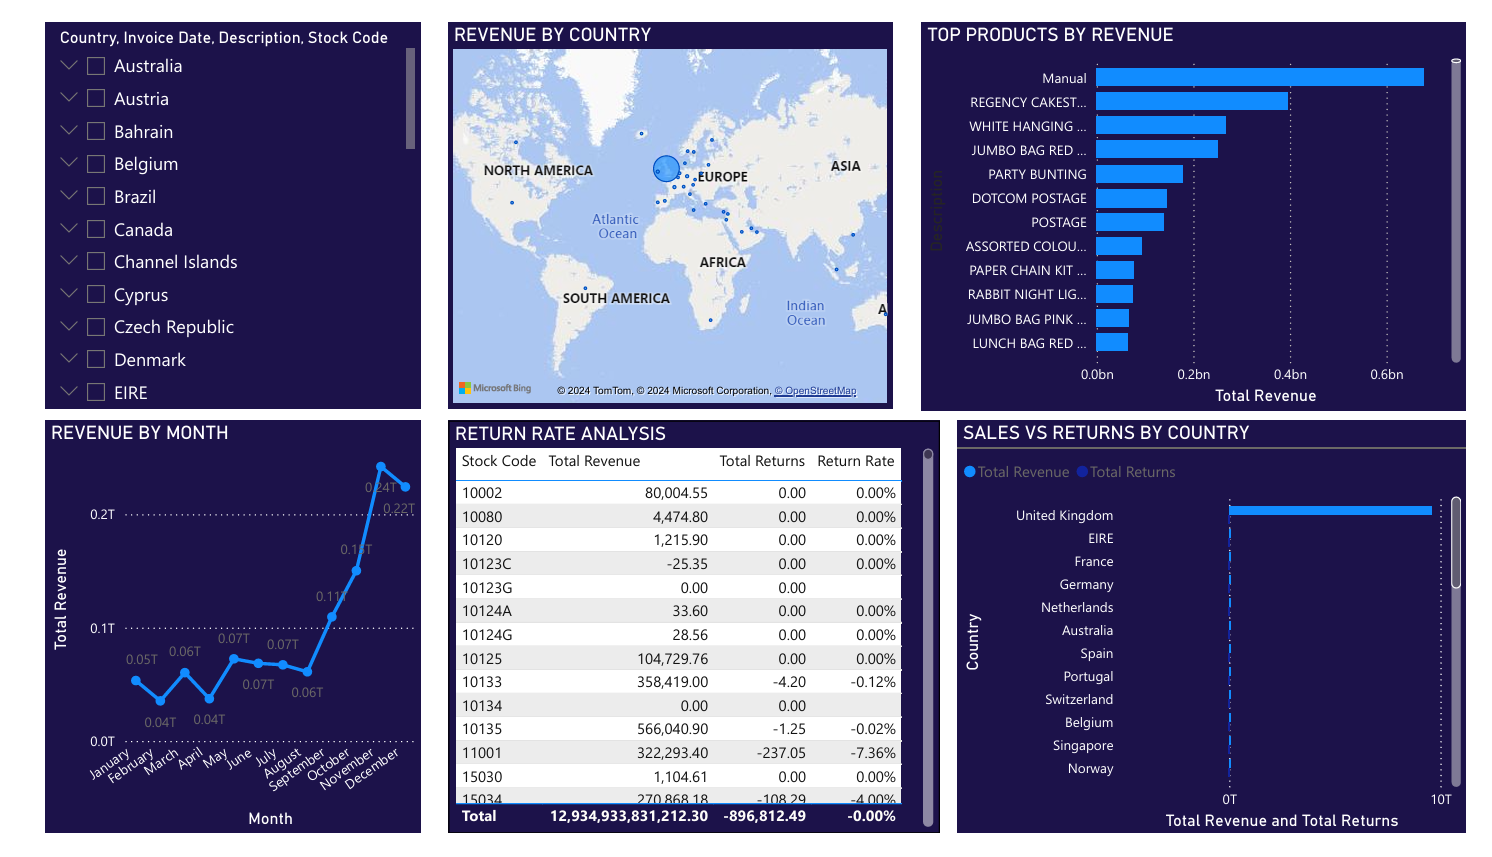 Country, Invoice Date, Description, Stock Code
Australia
Austria
Bahrain
Belgium
Brazil
Canada
Channel Islands
Cyprus
Czech Republic
Denmark
EIRE
REVENUE BY COUNTRY
NORTH AMERICA
EUROPE
ASIA
Atlantic
Ocean
AFRICA
SOUTH AMERICA
Indian
Ocean
A
Microsoft Bing
© 2024 TomTom, © 2024 Microsoft Corporation, © OpenStreetMap
TOP PRODUCTS BY REVENUE
Description
Manual
REGENCY CAKEST...
WHITE HANGING ...
JUMBO BAG RED ...
PARTY BUNTING
DOTCOM POSTAGE
POSTAGE
ASSORTED COLOU...
PAPER CHAIN KIT ...
RABBIT NIGHT LIG...
JUMBO BAG PINK ...
LUNCH BAG RED ...
0.0bn 0.2bn 0.4bn 0.6bn
Total Revenue
REVENUE BY MONTH
Total Revenue
0.2T
0.1T
0.0T
0.05T
0.04T
0.06T
0.04T
0.07T
0.07T
0.07T
0.06T
0.11T
0.15T
0.24T
0.22T
January
February
March
April
May
June
July
August
September
October
November
December
Month
RETURN RATE ANALYSIS
Stock Code Total Revenue Total Returns Return Rate
10002 80,004.55 0.00 0.00%
10080 4,474.80 0.00 0.00%
10120 1,215.90 0.00 0.00%
10123C -25.35 0.00 0.00%
10123G 0.00 0.00
10124A 33.60 0.00 0.00%
10124G 28.56 0.00 0.00%
10125 104,729.76 0.00 0.00%
10133 358,419.00 -4.20 -0.12%
10134 0.00 0.00
10135 566,040.90 -1.25 -0.02%
11001 322,293.40 -237.05 -7.36%
15030 1,104.61 0.00 0.00%
15034 270,868.18 -108.29 -4.00%
Total 12,934,933,831,212.30 -896,812.49 -0.00%
SALES VS RETURNS BY COUNTRY
Total Revenue Total Returns
Country
United Kingdom
EIRE
France
Germany
Netherlands
Australia
Spain
Portugal
Switzerland
Belgium
Singapore
Norway
0T 10T
Total Revenue and Total Returns